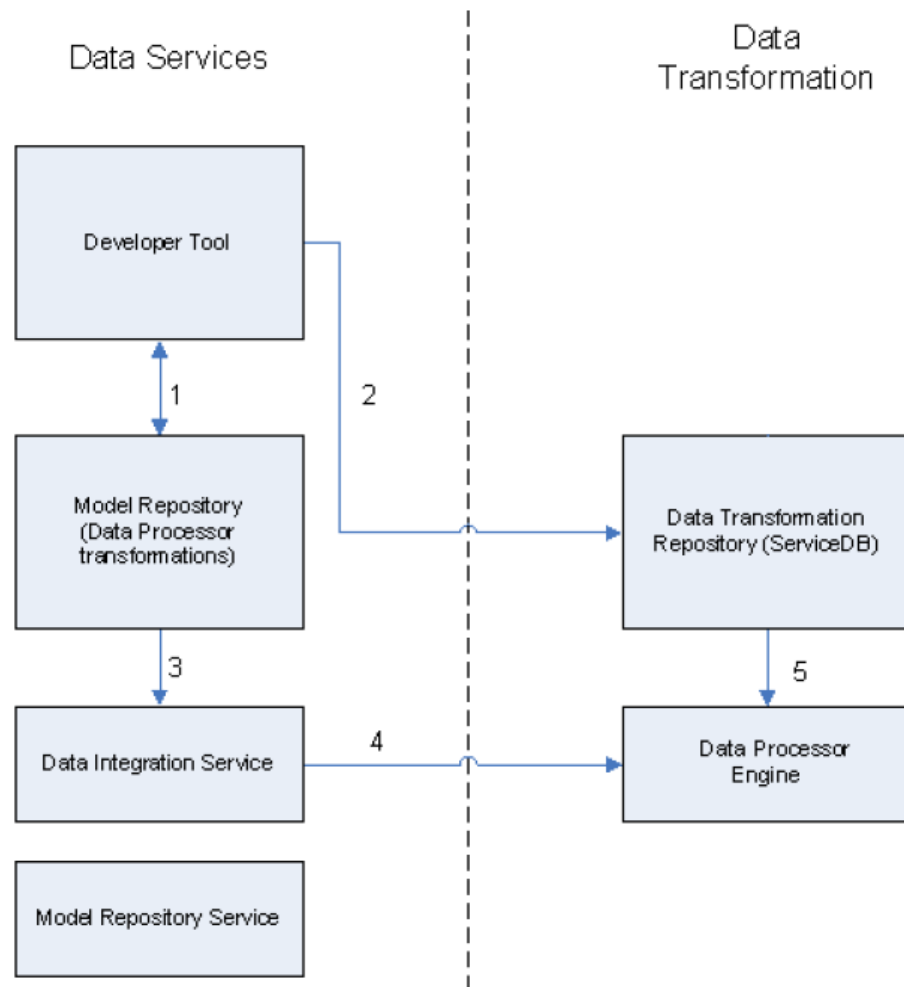 Data Services
Data
Transformation
Developer Tool
1
2
Model Repository
(Data Processor
transformations)
Data Transformation
Repository (ServiceDB)
3
5
Data Integration Service
4
Data Processor
Engine
Model Repository Service